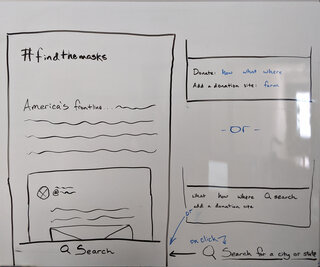 #findthemasks
America's frontline...
@
Search
Donate: how what where
Add a donation site: form
- or -
what how where Search
add a donation site
on click
Search for a city or state